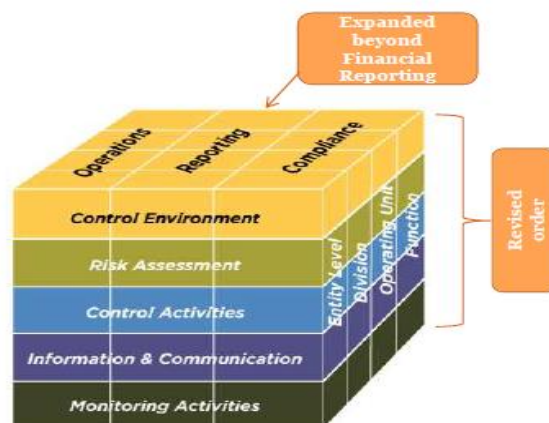 Expanded
beyond
Financial
Reporting
Operations
Reporting
Compliance
Control Environment
Risk Assessment
Control Activities
Information & Communication
Monitoring Activities
Entity Level
Division
Operating Unit
Function
Revised
order